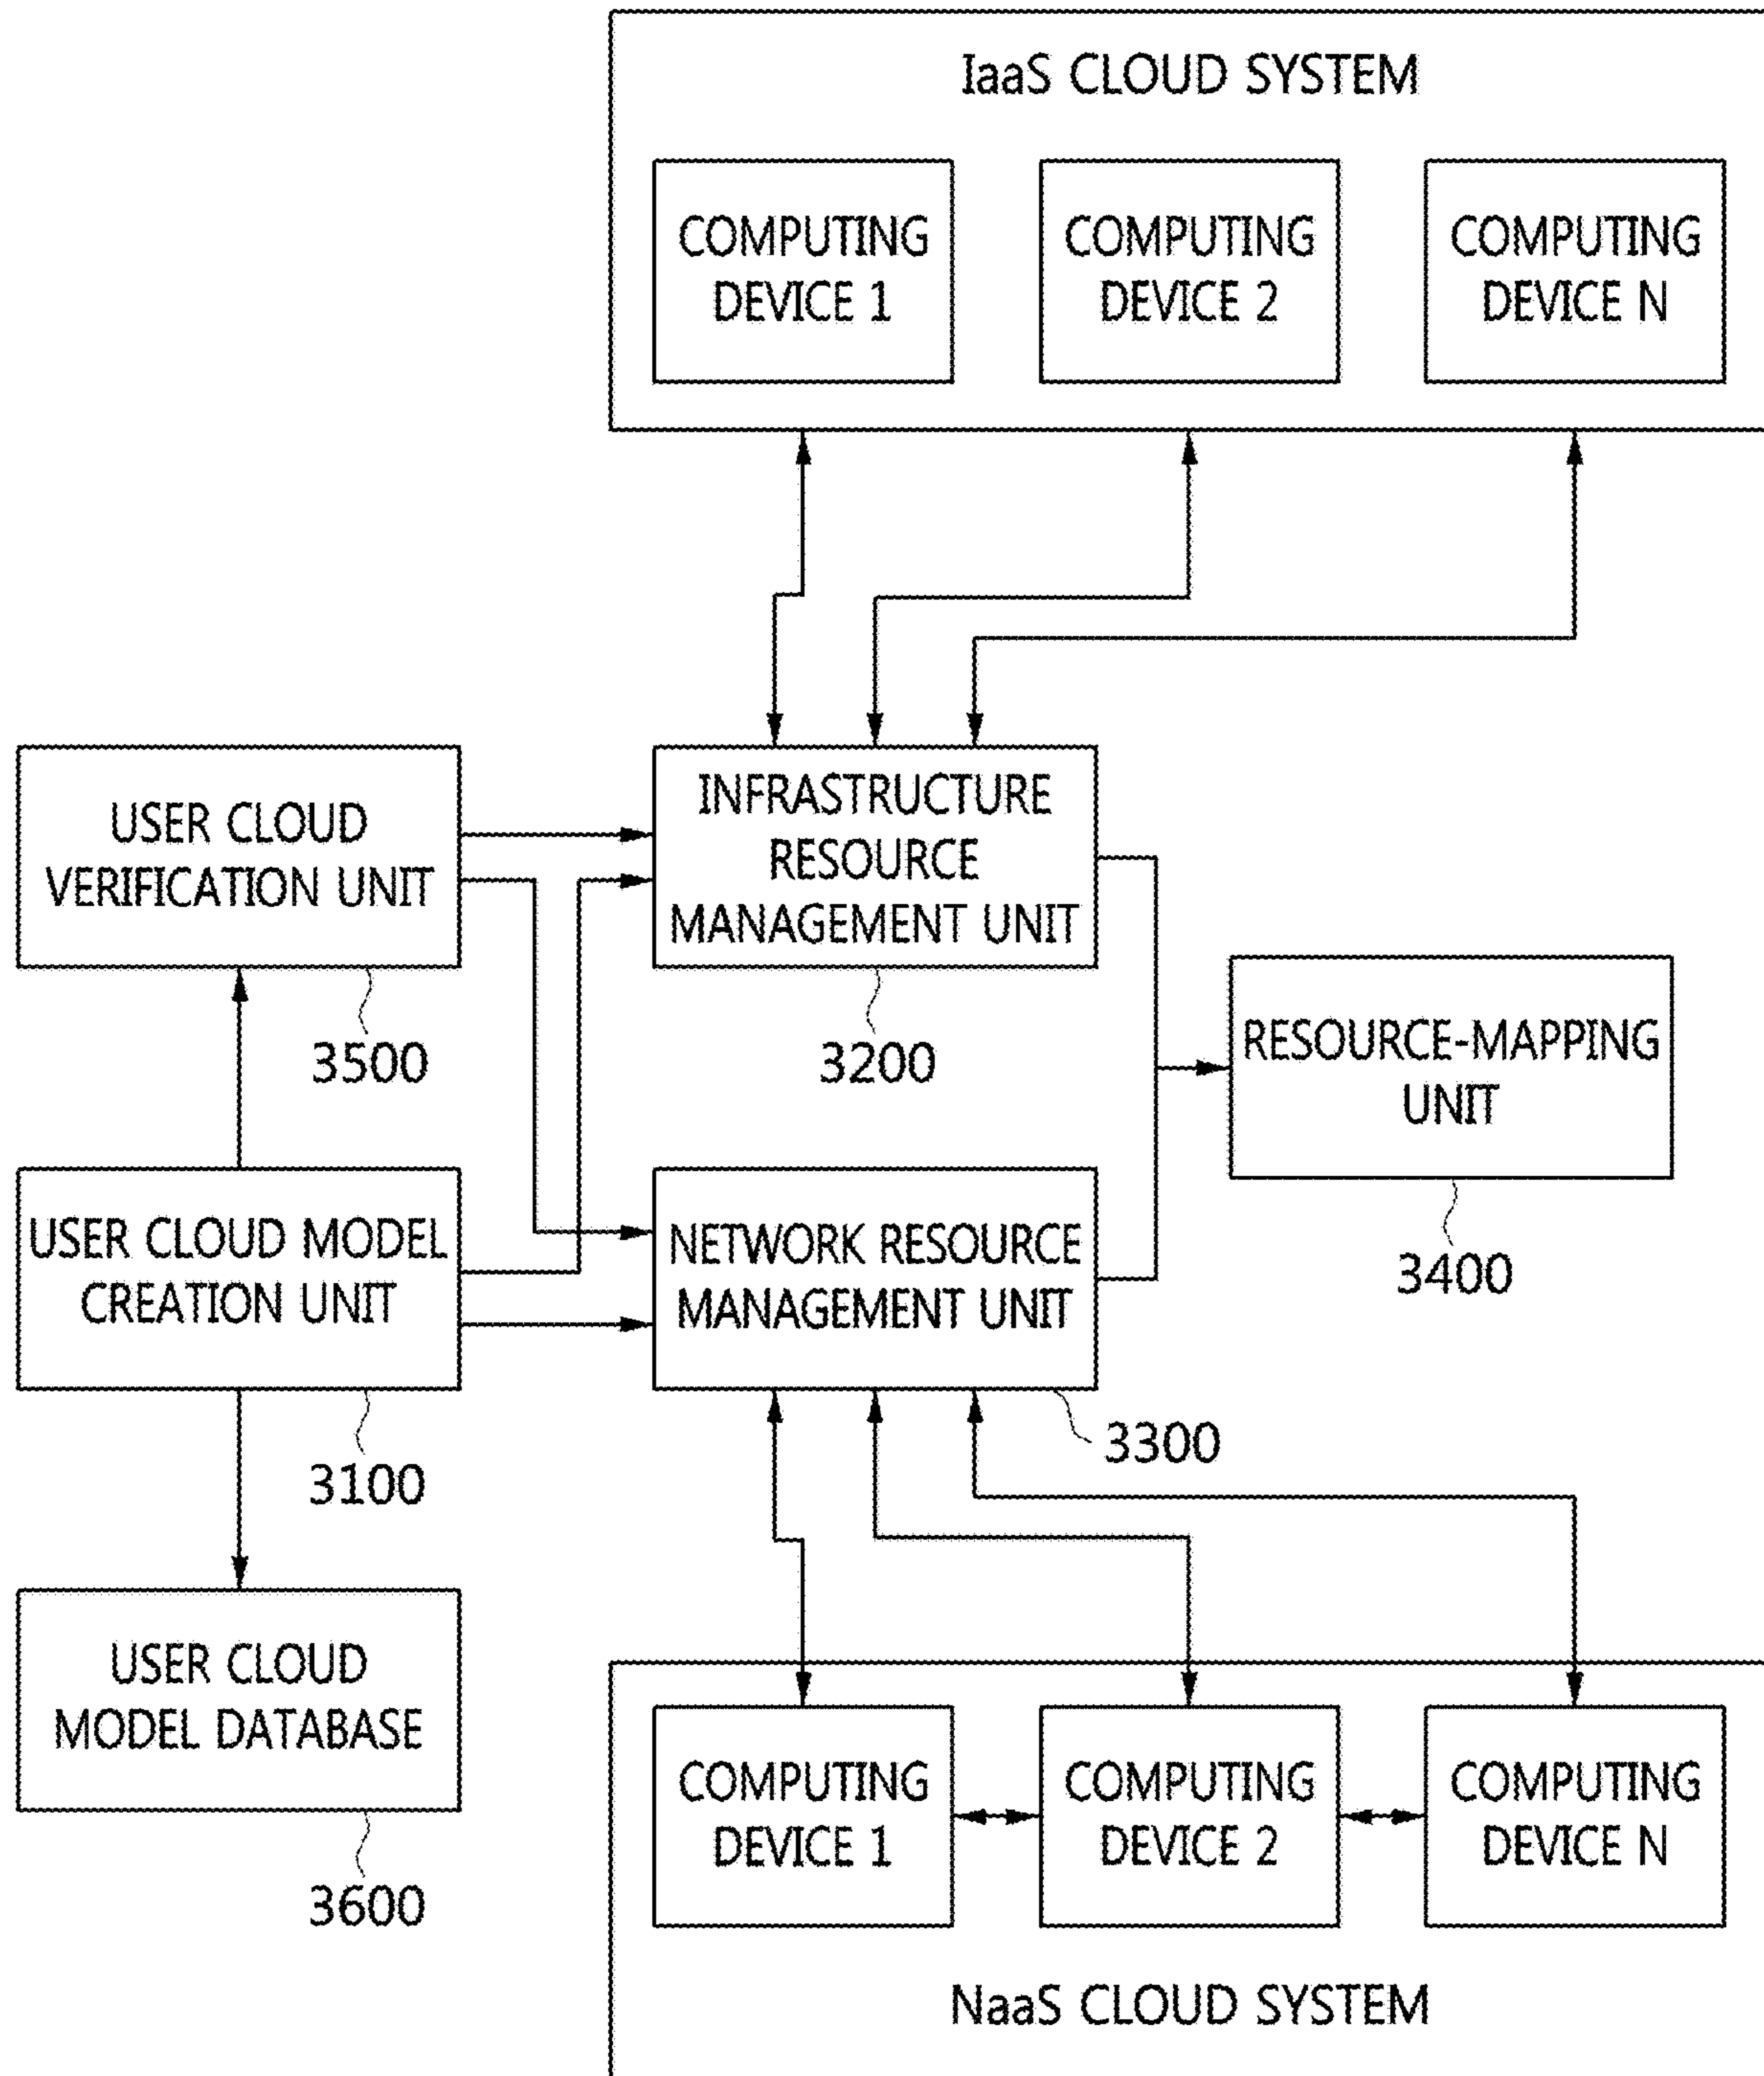 IaaS CLOUD SYSTEM
COMPUTING
DEVICE 1
COMPUTING
DEVICE 2
COMPUTING
DEVICE N
USER CLOUD
VERIFICATION UNIT
3500
INFRASTRUCTURE
RESOURCE
MANAGEMENT UNIT
3200
RESOURCE-MAPPING
UNIT
3400
USER CLOUD MODEL
CREATION UNIT
3100
NETWORK RESOURCE
MANAGEMENT UNIT
3300
USER CLOUD
MODEL DATABASE
3600
COMPUTING
DEVICE 1
COMPUTING
DEVICE 2
COMPUTING
DEVICE N
NaaS CLOUD SYSTEM